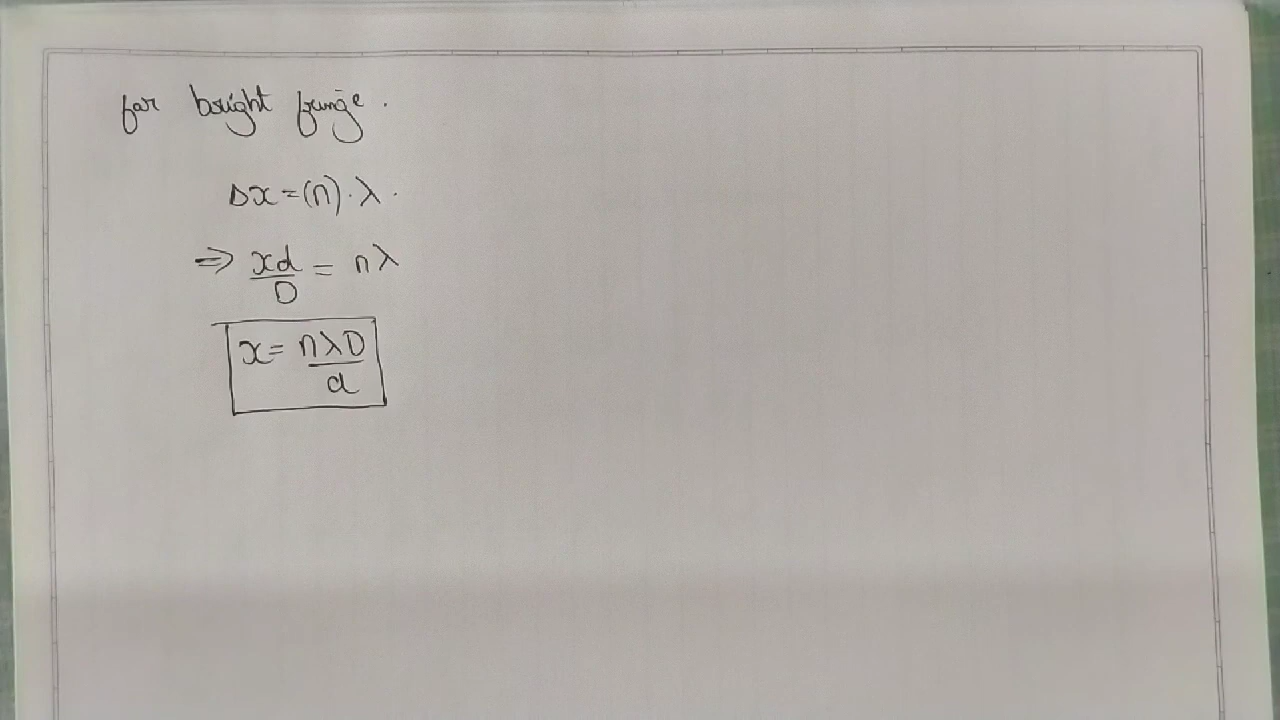 for bright fringe.
Δx = (n)·λ.
⇒ xd/D = nλ
x = nλD/d